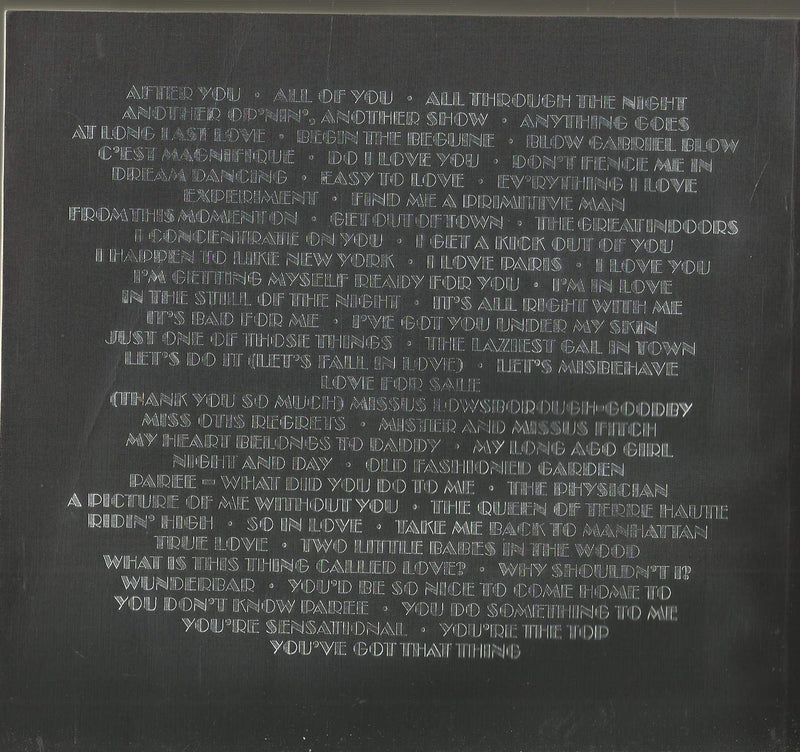 AFTER YOU • ALL OF YOU • ALL THROUGH THE NIGHT
ANOTHER OP'NIN', ANOTHER SHOW • ANYTHING GOES
AT LONG LAST LOVE • BEGIN THE BEGUINE • BLOW GABRIEL BLOW
C'EST MAGNIFIQUE • DO I LOVE YOU • DON'T FENCE ME IN
DREAM DANCING • EASY TO LOVE • EV'RYTHING I LOVE
EXPERIMENT • FIND ME A PRIMITIVE MAN
FROM THIS MOMENT ON • GET OUT OF TOWN • THE GREAT INDOORS
I CONCENTRATE ON YOU • I GET A KICK OUT OF YOU
I HAPPEN TO LIKE NEW YORK • I LOVE PARIS • I LOVE YOU
I'M GETTING MYSELF READY FOR YOU • I'M IN LOVE
IN THE STILL OF THE NIGHT • IT'S ALL RIGHT WITH ME
IT'S BAD FOR ME • I'VE GOT YOU UNDER MY SKIN
JUST ONE OF THOSE THINGS • THE LAZIEST GAL IN TOWN
LET'S DO IT (LET'S FALL IN LOVE) • LET'S MISBEHAVE
LOVE FOR SALE
(THANK YOU SO MUCH) MISSUS LOWSBOROUGH-GOODBY
MISS OTIS REGRETS • MISTER AND MISSUS FITCH
MY HEART BELONGS TO DADDY • MY LONG AGO GIRL
NIGHT AND DAY • OLD FASHIONED GARDEN
PAREE – WHAT DID YOU DO TO ME • THE PHYSICIAN
A PICTURE OF ME WITHOUT YOU • THE QUEEN OF TERRE HAUTE
RIDIN' HIGH • SO IN LOVE • TAKE ME BACK TO MANHATTAN
TRUE LOVE • TWO LITTLE BABES IN THE WOOD
WHAT IS THIS THING CALLED LOVE? • WHY SHOULDN'T I?
WUNDERBAR • YOU'D BE SO NICE TO COME HOME TO
YOU DON'T KNOW PAREE • YOU DO SOMETHING TO ME
YOU'RE SENSATIONAL • YOU'RE THE TOP
YOU'VE GOT THAT THING